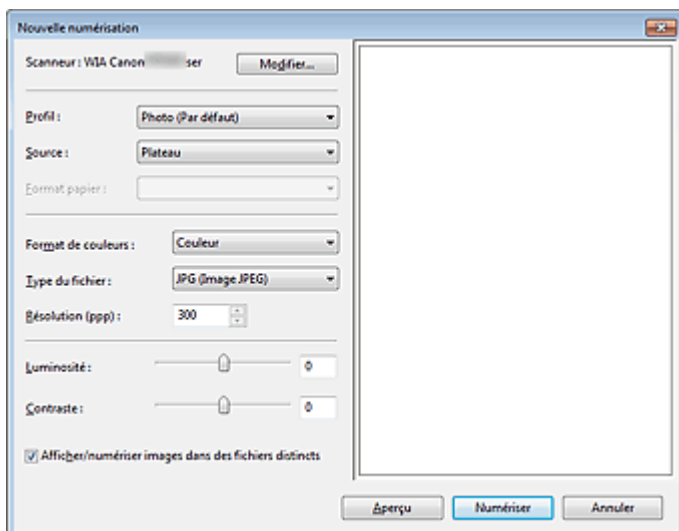 Nouvelle numérisation
Scanneur : WIA Canon ser Modifier...
Profil : Photo (Par défaut)
Source : Plateau
Format papier :
Format de couleurs : Couleur
Type du fichier : JPG (Image JPEG)
Résolution (ppp) : 300
Luminosité : 0
Contraste : 0
Afficher/numériser images dans des fichiers distincts
Aperçu Numériser Annuler